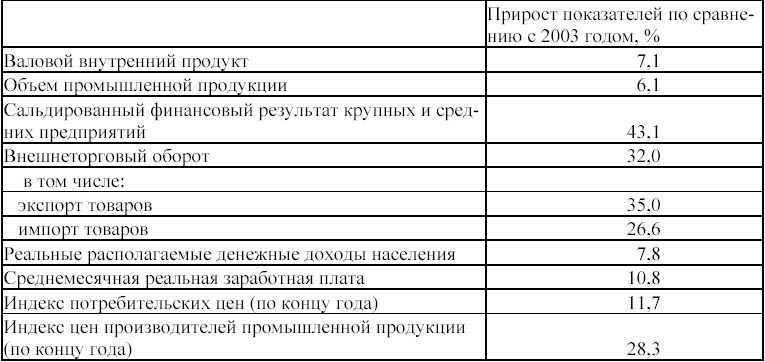 Прирост показателей по сравне-
нию с 2003 годом, %
Валовой внутренний продукт 7,1
Объем промышленной продукции 6,1
Сальдированный финансовый результат крупных и сред-
них предприятий 43,1
Внешнеторговый оборот 32,0
в том числе:
экспорт товаров 35,0
импорт товаров 26,6
Реальные располагаемые денежные доходы населения 7,8
Среднемесячная реальная заработная плата 10,8
Индекс потребительских цен (по концу года) 11,7
Индекс цен производителей промышленной продукции
(по концу года) 28,3